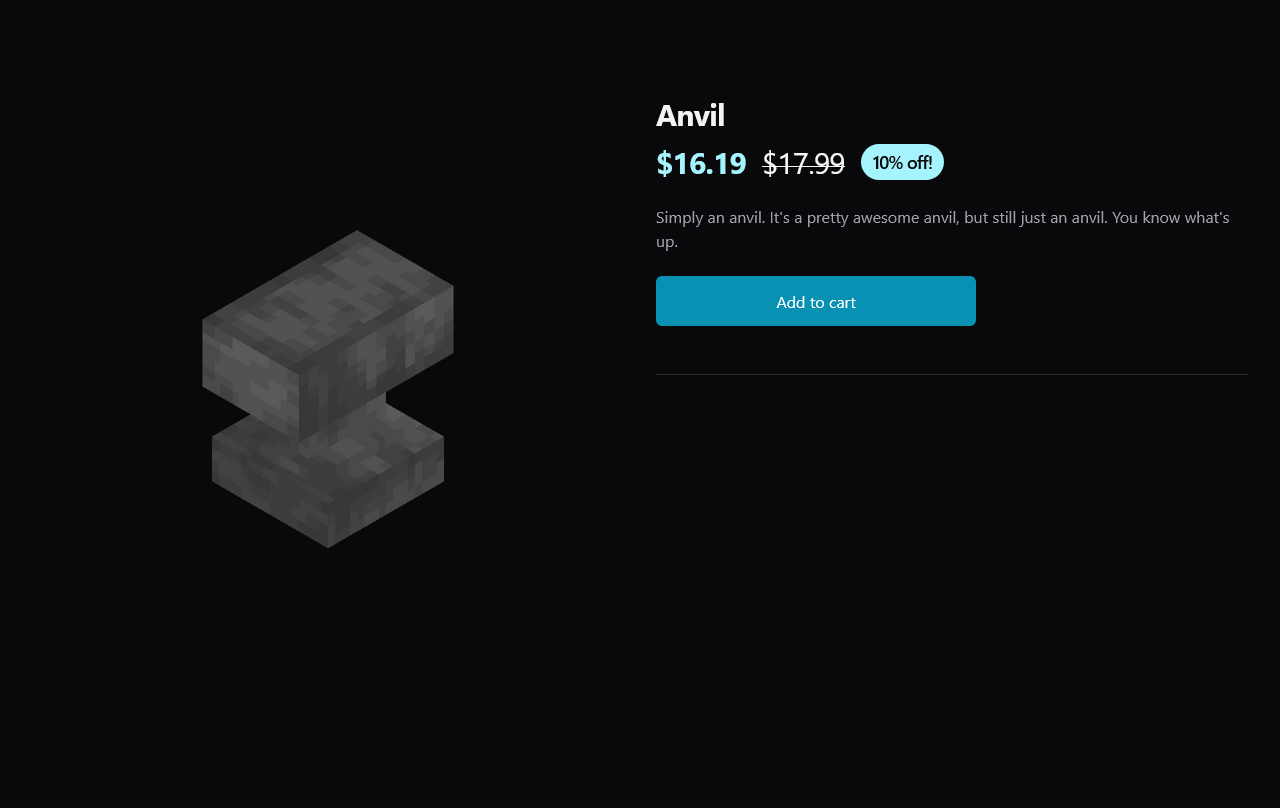 Anvil
$16.19 $17.99 10% off!
Simply an anvil. It's a pretty awesome anvil, but still just an anvil. You know what's
up.
Add to cart